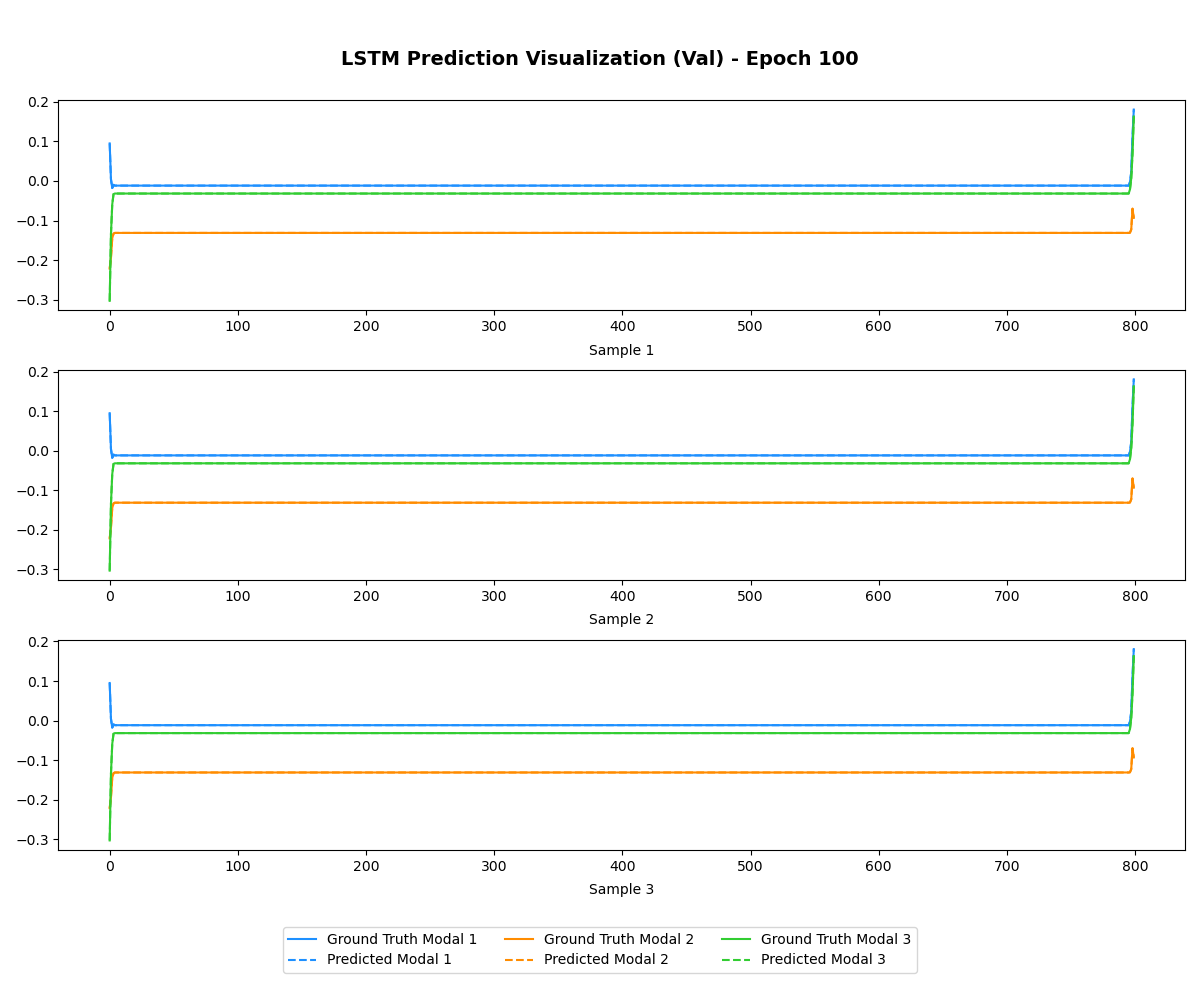 LSTM Prediction Visualization (Val) - Epoch 100
0.2
0.1
0.0
−0.1
−0.2
−0.3
0 100 200 300 400 500 600 700 800
Sample 1
0.2
0.1
0.0
−0.1
−0.2
−0.3
0 100 200 300 400 500 600 700 800
Sample 2
0.2
0.1
0.0
−0.1
−0.2
−0.3
0 100 200 300 400 500 600 700 800
Sample 3
Ground Truth Modal 1 Ground Truth Modal 2 Ground Truth Modal 3
Predicted Modal 1 Predicted Modal 2 Predicted Modal 3